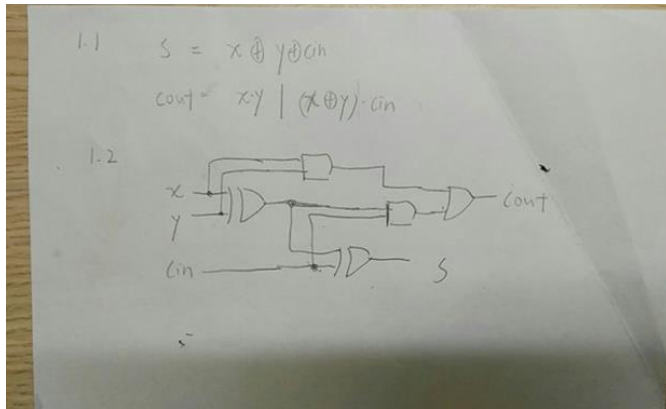 1.1 S = x ⊕ y ⊕ cin
cout = x·y | (x⊕y)·cin
1.2
x
y
cin
cout
S